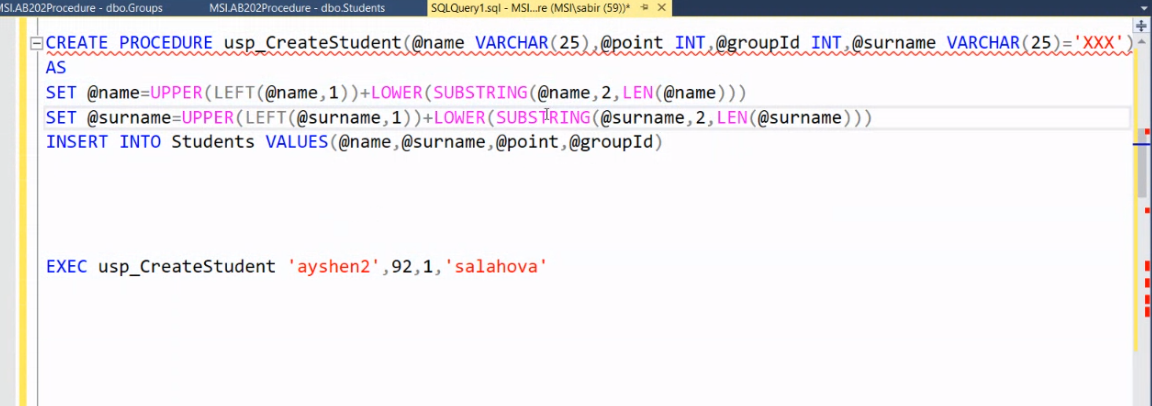 MSI.AB202Procedure - dbo.Groups
MSI.AB202Procedure - dbo.Students
SQLQuery1.sql - MSI...re (MSI\sabir (59))*
CREATE PROCEDURE usp_CreateStudent(@name VARCHAR(25),@point INT,@groupId INT,@surname VARCHAR(25)='XXX')
AS
SET @name=UPPER(LEFT(@name,1))+LOWER(SUBSTRING(@name,2,LEN(@name)))
SET @surname=UPPER(LEFT(@surname,1))+LOWER(SUBSTRING(@surname,2,LEN(@surname)))
INSERT INTO Students VALUES(@name,@surname,@point,@groupId)
EXEC usp_CreateStudent 'ayshen2',92,1,'salahova'